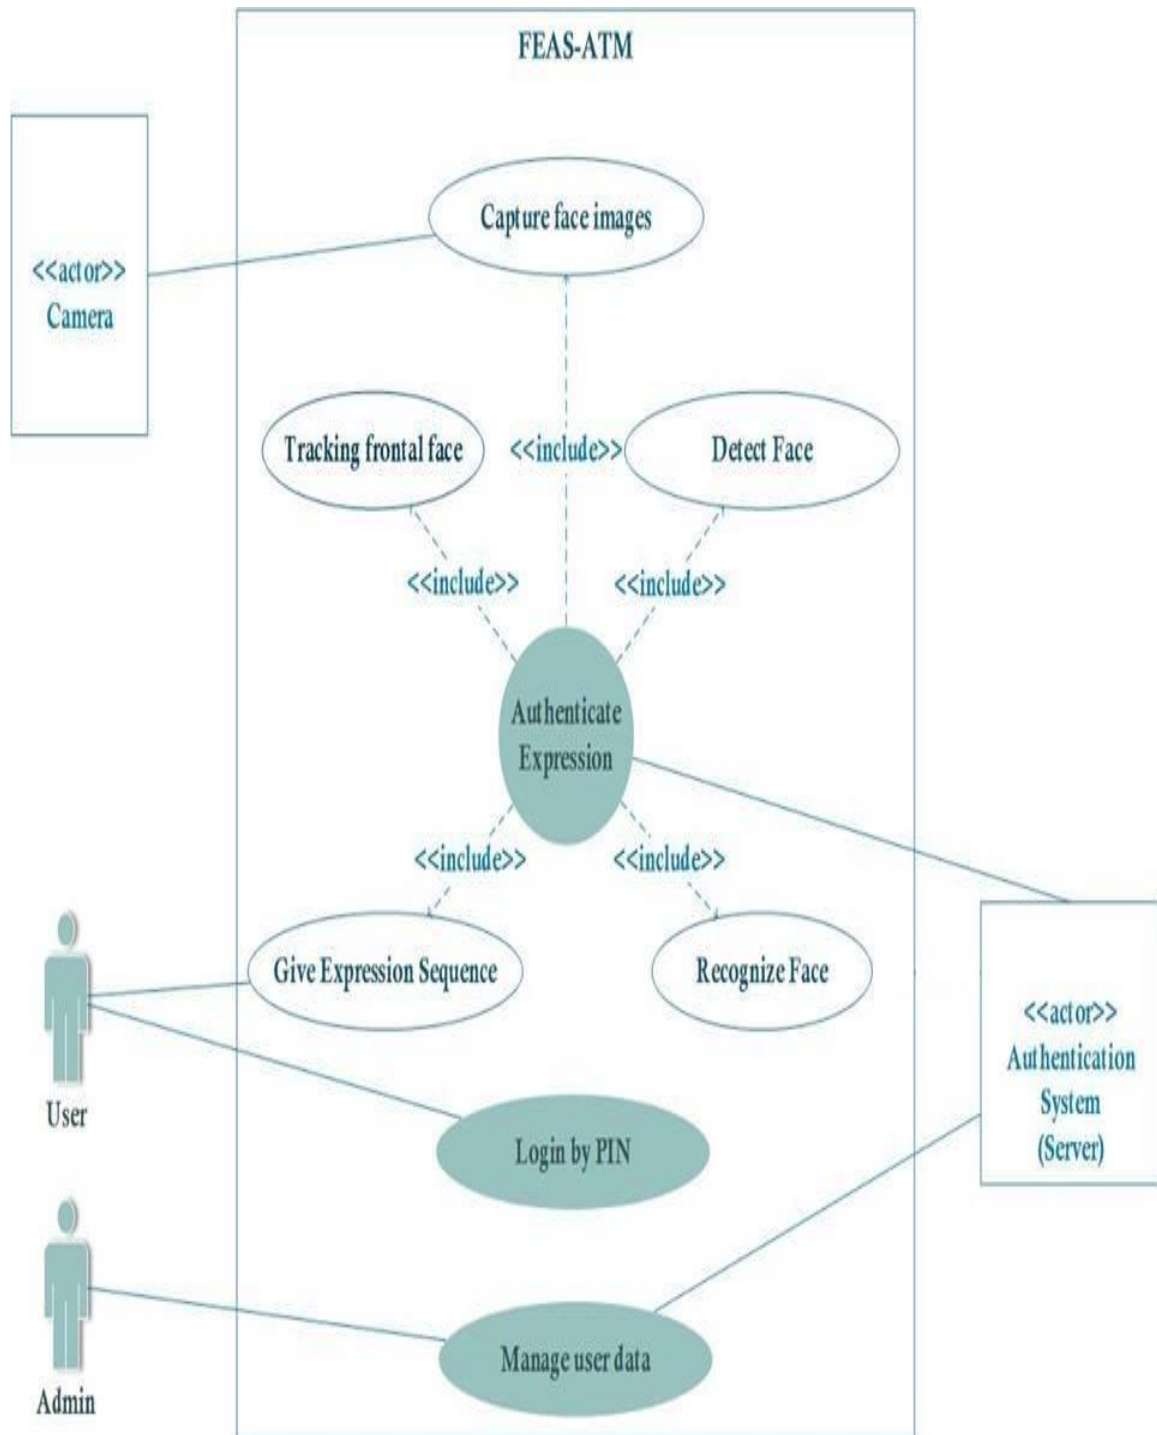 FEAS-ATM
Capture face images
<<actor>>
Camera
Tracking frontal face
<<include>>
Detect Face
<<include>>
<<include>>
Authenticate
Expression
<<include>>
<<include>>
Give Expression Sequence
Recognize Face
<<actor>>
Authentication
System
(Server)
User
Login by PIN
Manage user data
Admin